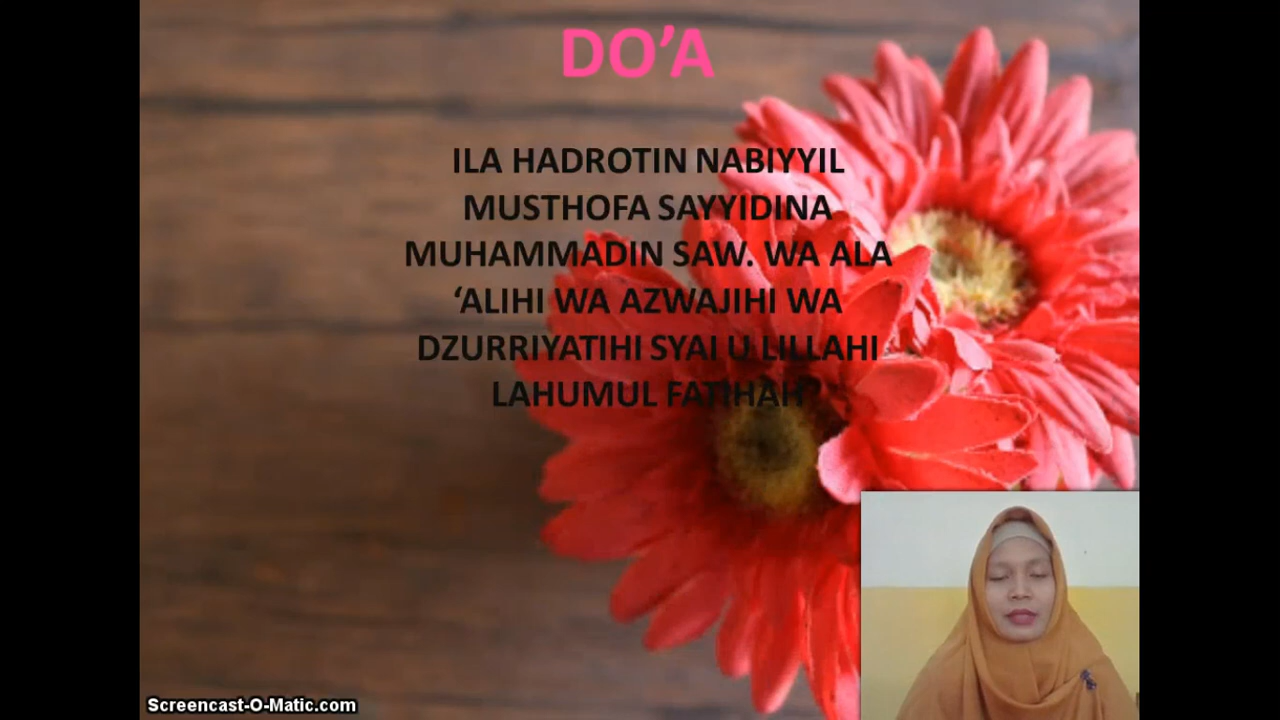 DO’A
ILA HADROTIN NABIYYIL
MUSTHOFA SAYYIDINA
MUHAMMADIN SAW. WA ALA
‘ALIHI WA AZWAJIHI WA
DZURRIYATIHI SYAI U LILLAHI
LAHUMUL FATIHAH
Screencast-O-Matic.com